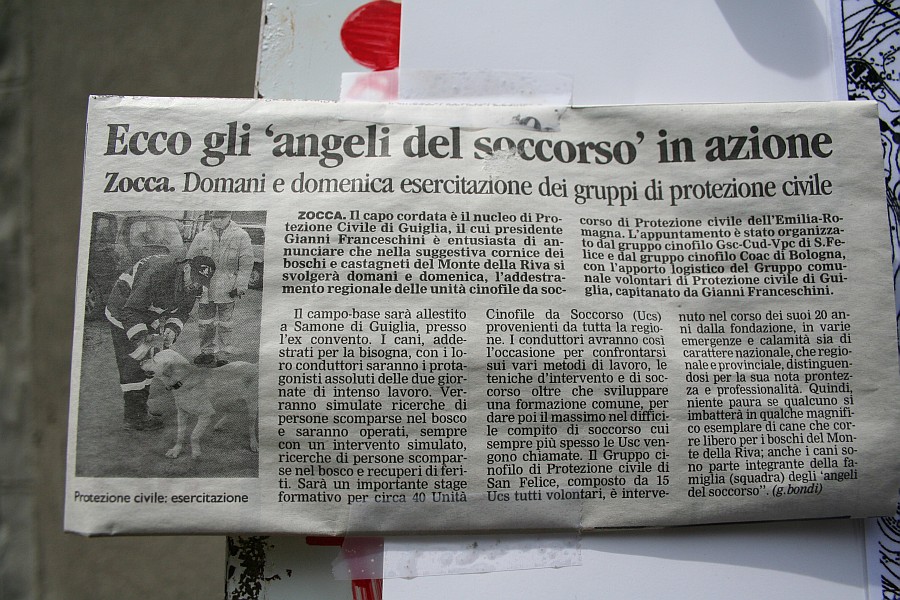 Ecco gli ‘angeli del soccorso’ in azione
Zocca. Domani e domenica esercitazione dei gruppi di protezione civile
ZOCCA. Il capo cordata è il nucleo di Pro-
tezione Civile di Guiglia, il cui presidente
Gianni Franceschini è entusiasta di an-
nunciare che nella suggestiva cornice dei
boschi e castagneti del Monte della Riva si
svolgerà domani e domenica, l'addestra-
mento regionale delle unità cinofile da soc-
corso di Protezione civile dell'Emilia-Ro-
magna. L'appuntamento è stato organizza-
to dal gruppo cinofilo Gsc-Cud-Vpc di S.Fe-
lice e dal gruppo cinofilo Coac di Bologna,
con l'apporto logistico del Gruppo comu-
nale volontari di Protezione civile di Gui-
glia, capitanato da Gianni Franceschini.
Il campo-base sarà allestito
a Samone di Guiglia, presso
l'ex convento. I cani, adde-
strati per la bisogna, con i lo-
ro conduttori saranno i prota-
gonisti assoluti delle due gior-
nate di intenso lavoro. Ver-
ranno simulate ricerche di
persone scomparse nel bosco
e saranno operati, sempre
con un intervento simulato,
ricerche di persone scompar-
se nel bosco e recuperi di feri-
ti. Sarà un importante stage
formativo per circa 40 Unità
Cinofile da Soccorso (Ucs)
provenienti da tutta la regio-
ne. I conduttori avranno così
l'occasione per confrontarsi
sui vari metodi di lavoro, le
teniche d'intervento e di soc-
corso oltre che sviluppare
una formazione comune, per
dare poi il massimo nel diffici-
le compito di soccorso cui
sempre più spesso le Usc ven-
gono chiamate. Il Gruppo ci-
nofilo di Protezione civile di
San Felice, composto da 15
Ucs tutti volontari, è interve-
nuto nel corso dei suoi 20 an-
ni dalla fondazione, in varie
emergenze e calamità sia di
carattere nazionale, che regio-
nale e provinciale, distinguen-
dosi per la sua nota prontez-
za e professionalità. Quindi,
niente paura se qualcuno si
imbatterà in qualche magnifi-
co esemplare di cane che cor-
re libero per i boschi del Mon-
te della Riva; anche i cani so-
no parte integrante della fa-
miglia (squadra) degli 'angeli
del soccorso”. (g.bondi)
Protezione civile: esercitazione